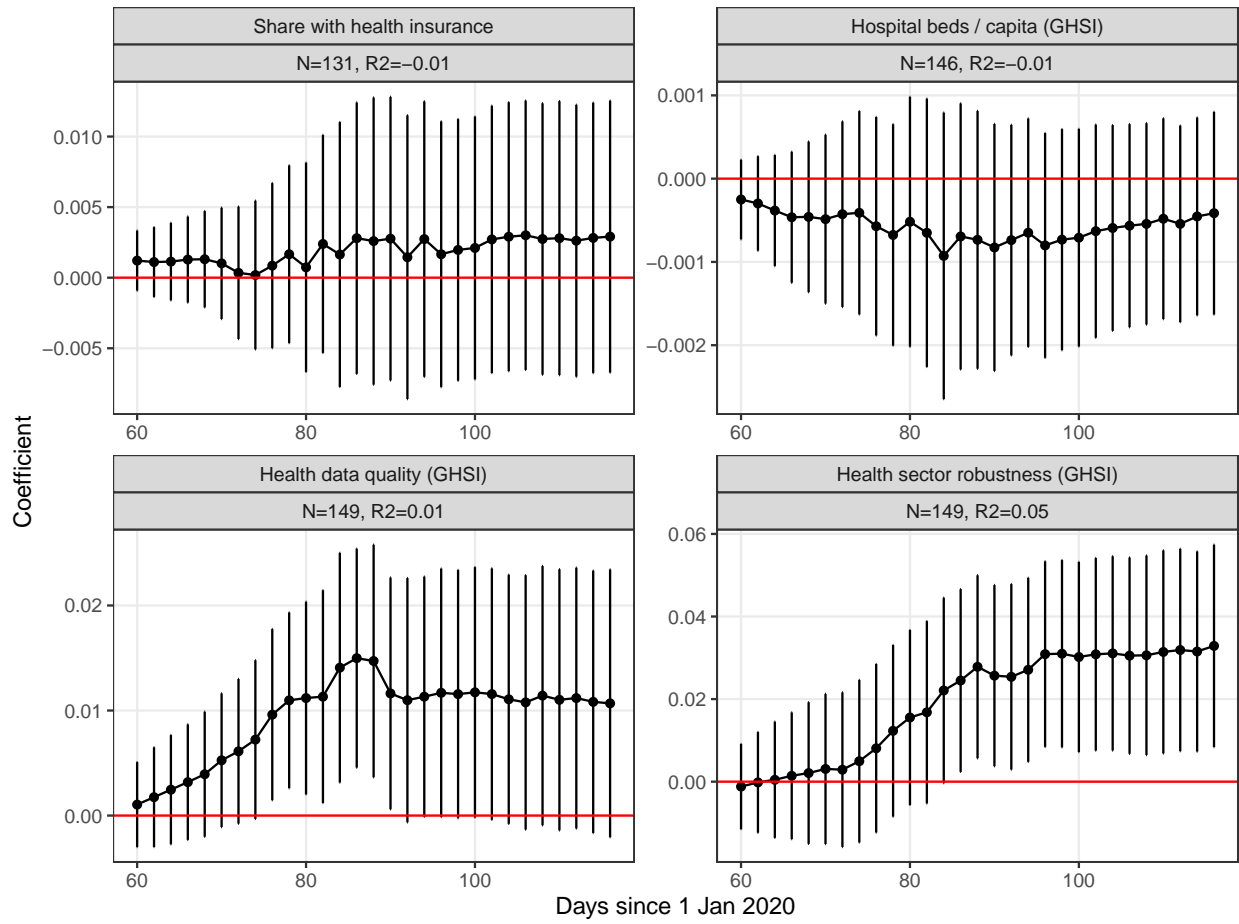 Share with health insurance
N=131, R2=−0.01
0.010
0.005
0.000
−0.005
60
80
100
Hospital beds / capita (GHSI)
N=146, R2=−0.01
0.001
0.000
−0.001
−0.002
60
80
100
Health data quality (GHSI)
N=149, R2=0.01
0.02
0.01
0.00
60
80
100
Health sector robustness (GHSI)
N=149, R2=0.05
0.06
0.04
0.02
0.00
60
80
100
Coefficient
Days since 1 Jan 2020